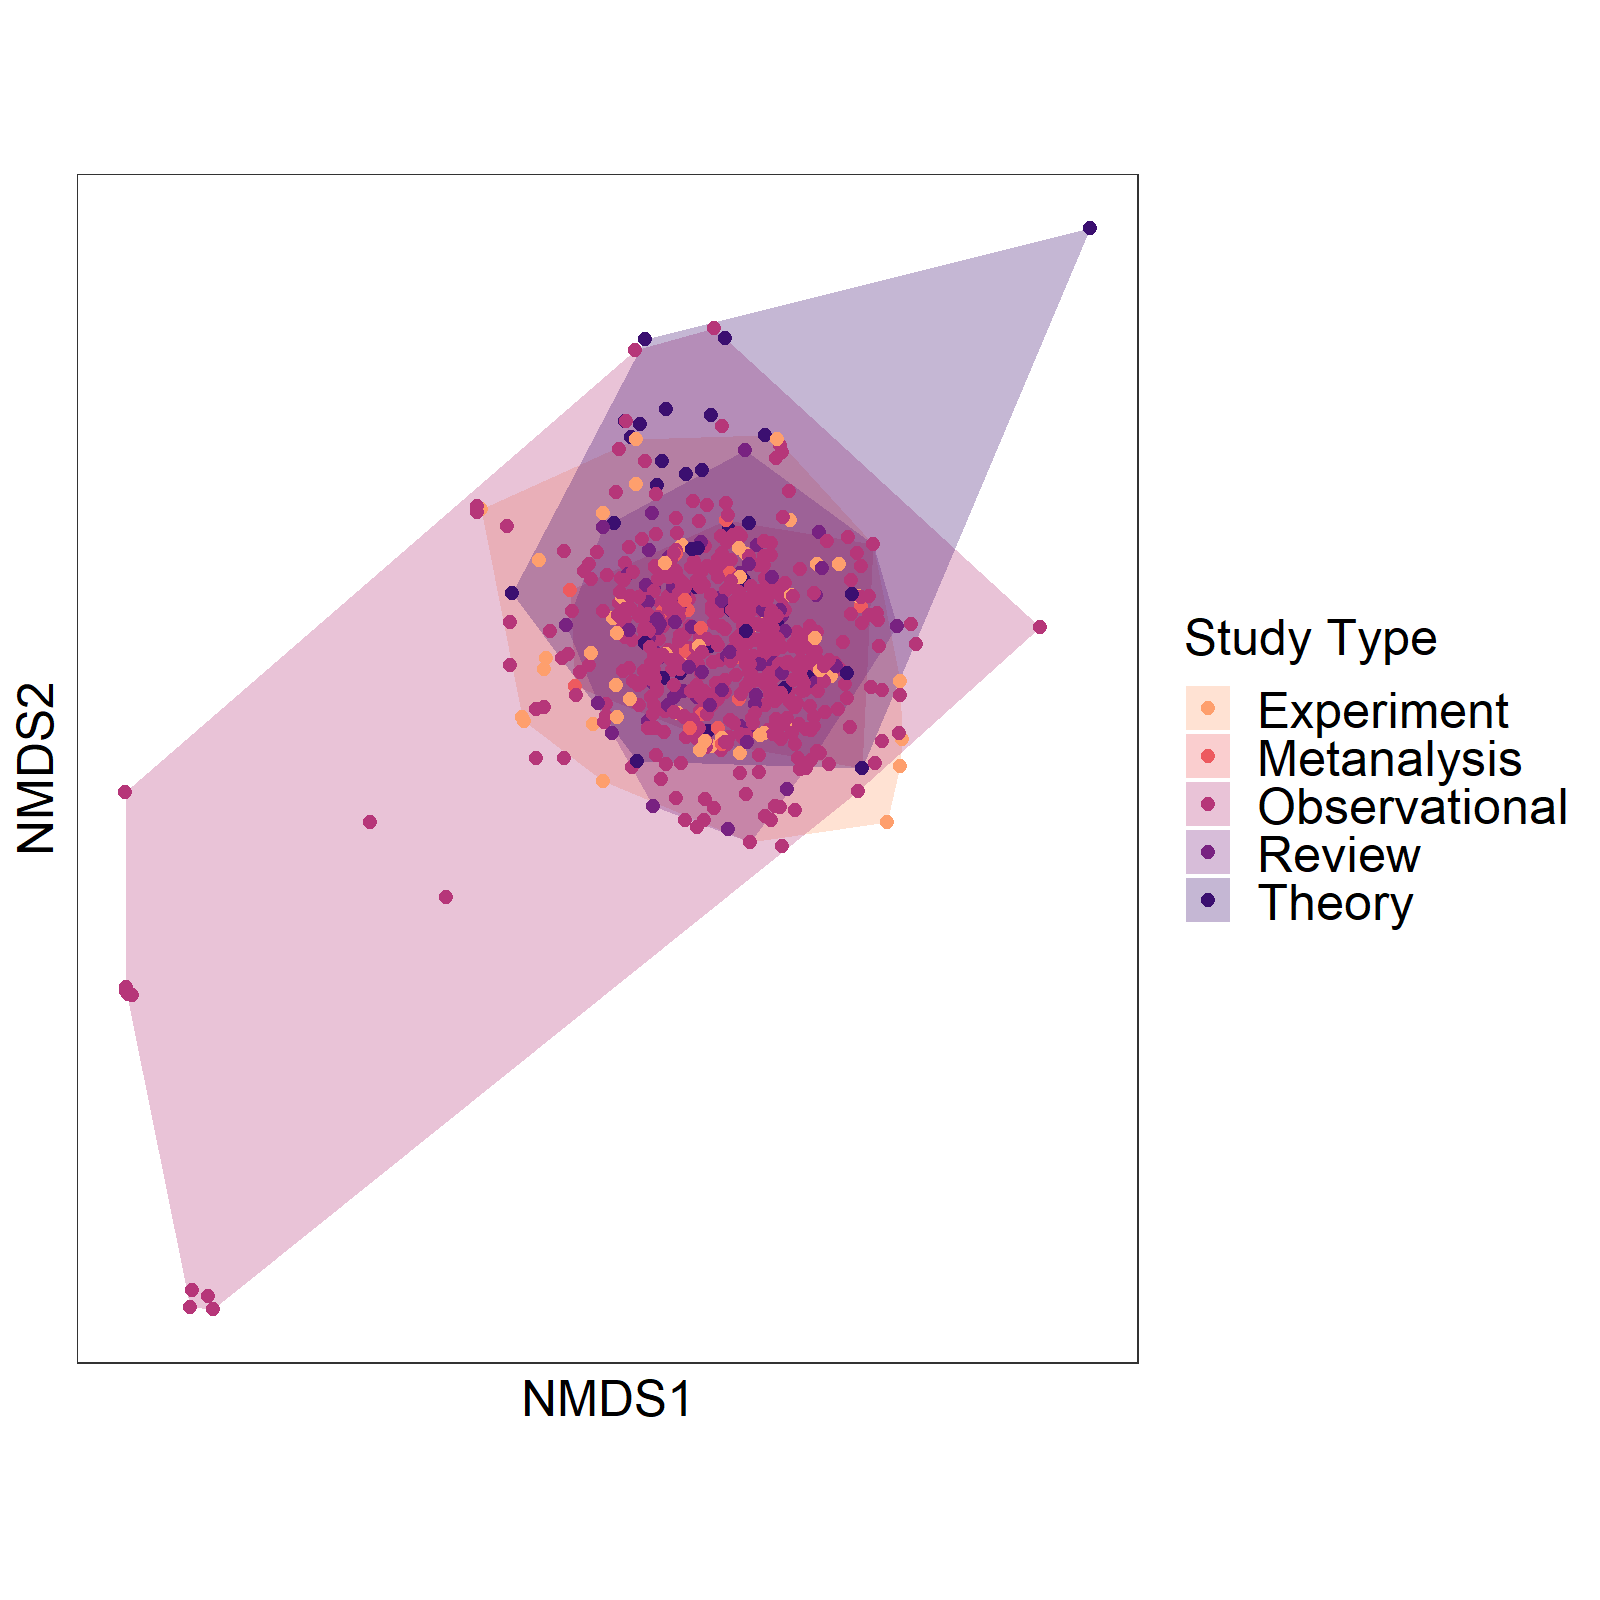 NMDS2
NMDS1
Study Type
Experiment
Metanalysis
Observational
Review
Theory